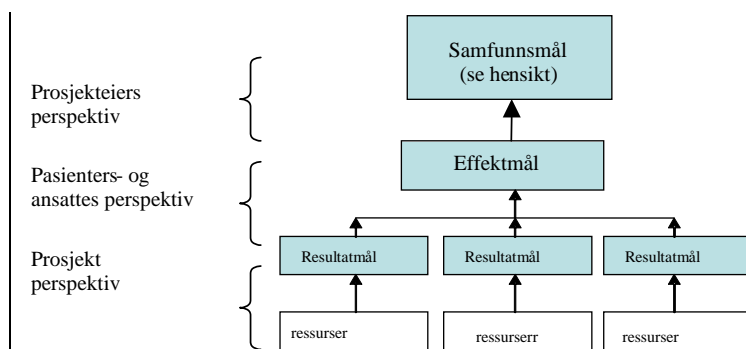 Samfunnsmål
(se hensikt)
Prosjekteiers
perspektiv
Effektmål
Pasienters- og
ansattes perspektiv
Prosjekt
perspektiv
Resultatmål
Resultatmål
Resultatmål
ressurser
ressurserr
ressurser